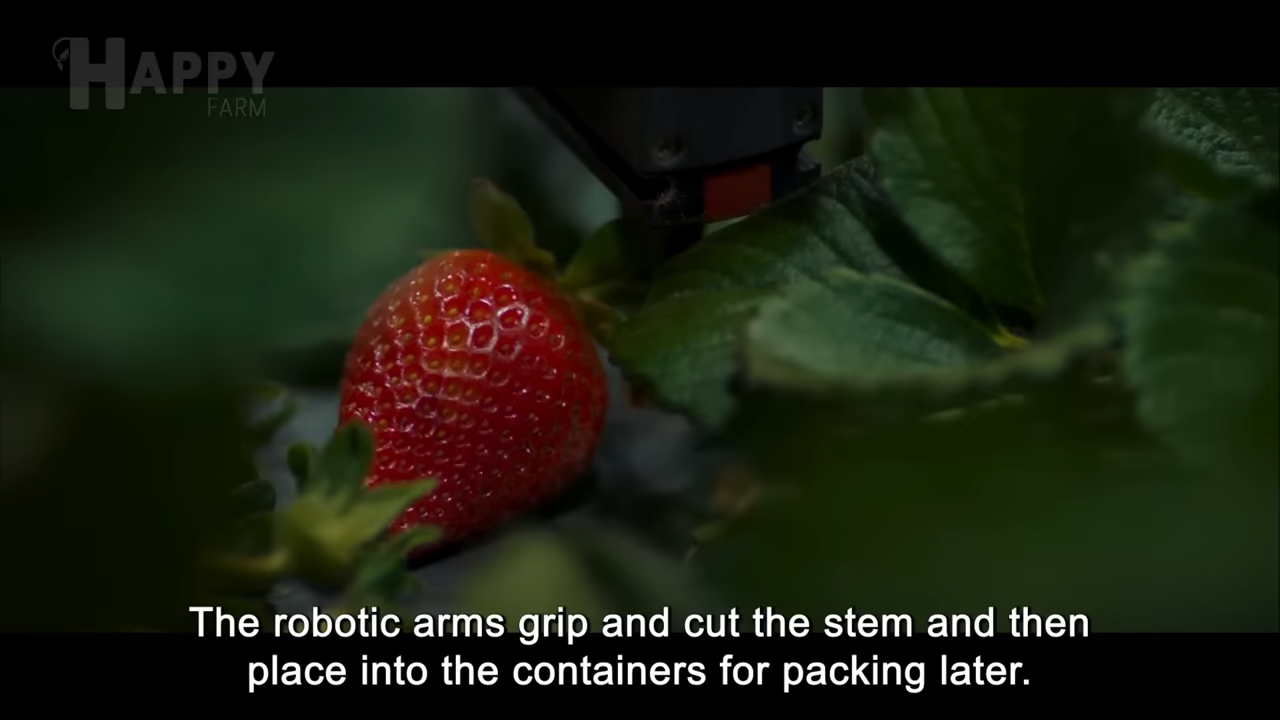 HAPPY
FARM
The robotic arms grip and cut the stem and then
place into the containers for packing later.